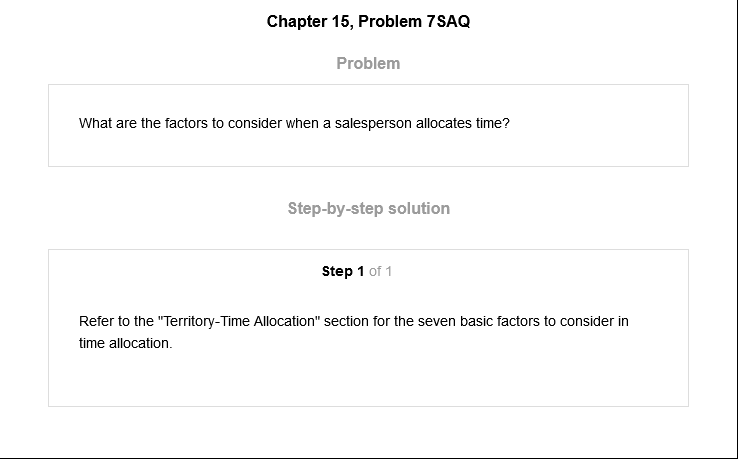 Chapter 15, Problem 7SAQ
Problem
What are the factors to consider when a salesperson allocates time?
Step-by-step solution
Step 1 of 1
Refer to the "Territory-Time Allocation" section for the seven basic factors to consider in
time allocation.